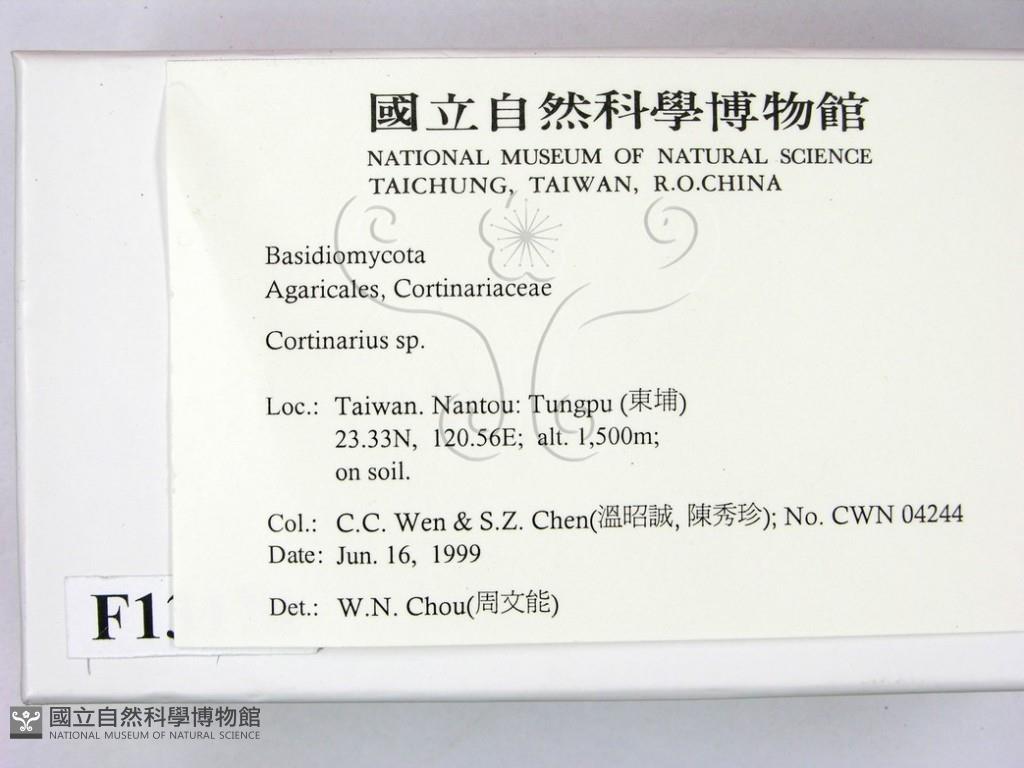 國立自然科學博物館
NATIONAL MUSEUM OF NATURAL SCIENCE
TAICHUNG, TAIWAN, R.O.CHINA
Basidiomycota
Agaricales, Cortinariaceae
Cortinarius sp.
Loc.: Taiwan. Nantou: Tungpu (東埔)
23.33N, 120.56E; alt. 1,500m;
on soil.
Col.: C.C. Wen & S.Z. Chen(溫昭誠, 陳秀珍); No. CWN 04244
Date: Jun. 16, 1999
Det.: W.N. Chou(周文能)
國立自然科學博物館
NATIONAL MUSEUM OF NATURAL SCIENCE